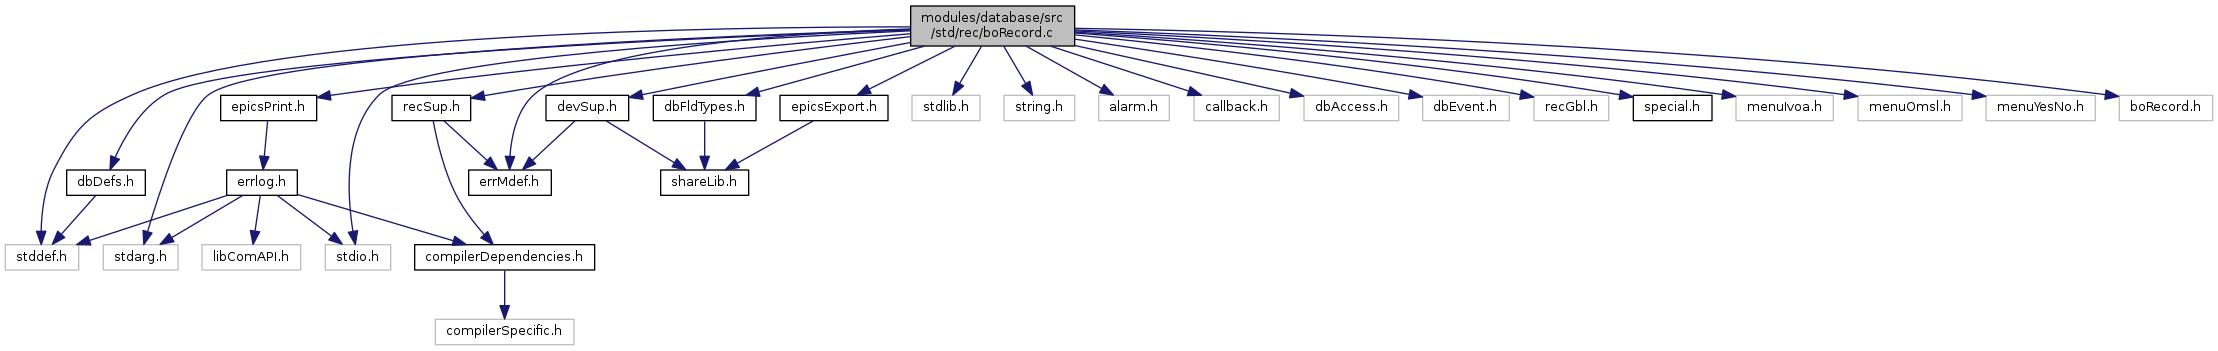 modules/database/src
/std/rec/boRecord.c
epicsPrint.h
recSup.h
devSup.h
dbFldTypes.h
epicsExport.h
stdlib.h
string.h
alarm.h
callback.h
dbAccess.h
dbEvent.h
recGbl.h
special.h
menuIvoa.h
menuOmsl.h
menuYesNo.h
boRecord.h
dbDefs.h
errlog.h
errMdef.h
shareLib.h
stddef.h
stdarg.h
libComAPI.h
stdio.h
compilerDependencies.h
compilerSpecific.h